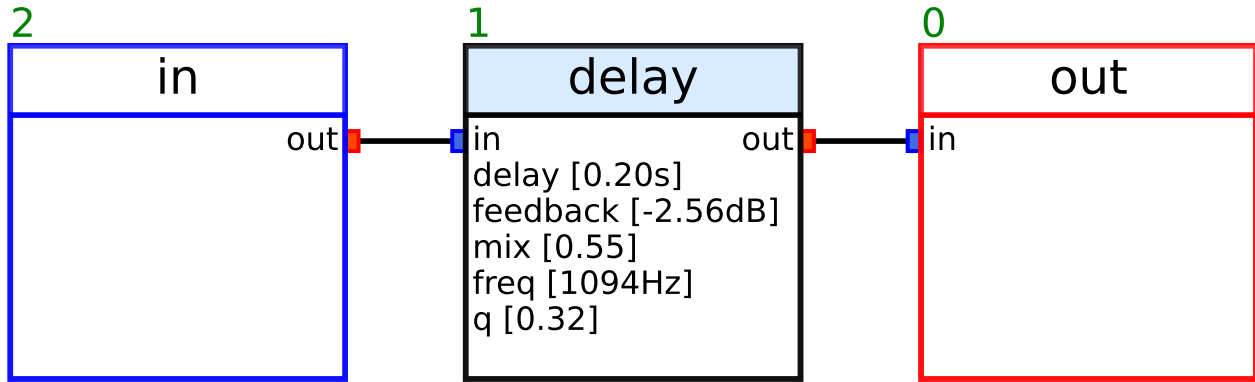 2
in
out
1
delay
in
out
delay [0.20s]
feedback [-2.56dB]
mix [0.55]
freq [1094Hz]
q [0.32]
0
out
in